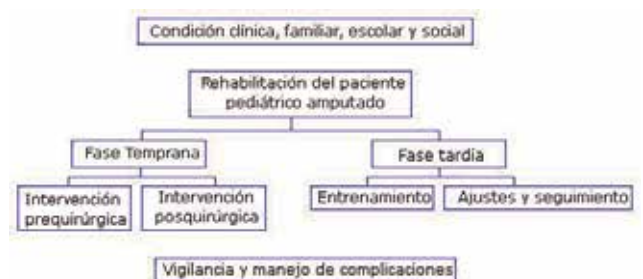 Condición clínica, familiar, escolar y social
Rehabilitación del paciente
pediátrico amputado
Fase Temprana
Fase tardía
Intervención
prequirúrgica
Intervención
posquirúrgica
Entrenamiento
Ajustes y seguimiento
Vigilancia y manejo de complicaciones